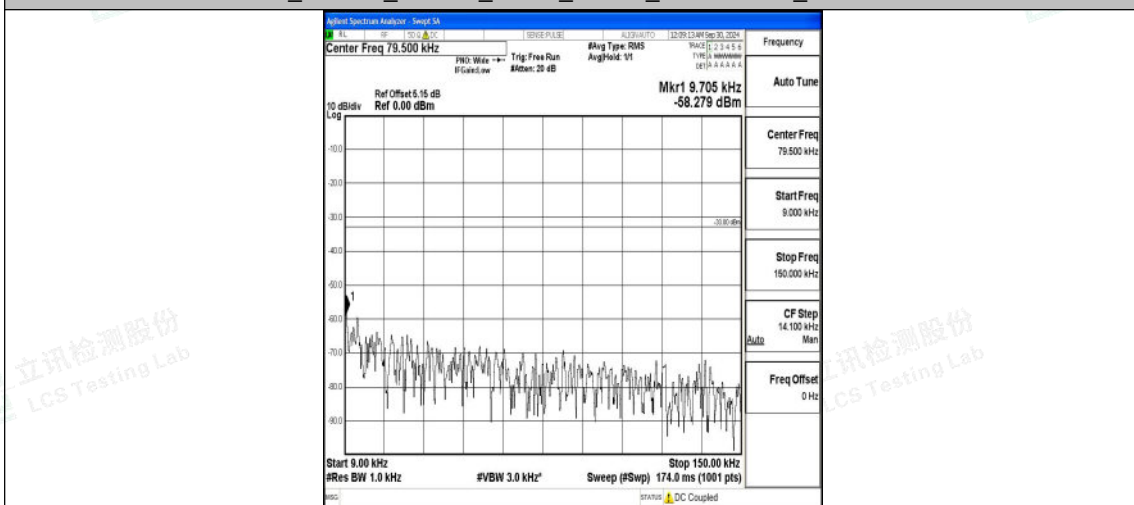 Agilent Spectrum Analyzer - Swept SA
RL RF 50 Ω DC SENSE:PULSE ALIGNAUTO 12:09:13 AM Sep 30, 2024
Center Freq 79.500 kHz
PNO: Wide
IFGain:Low
Trig: Free Run
#Atten: 20 dB
#Avg Type: RMS
Avg|Hold: 1/1
TRACE 1 2 3 4 5 6
TYPE A
DET A A A A A A
Frequency
Auto Tune
Ref Offset 6.15 dB
10 dB/div Ref 0.00 dBm
Log
Mkr1 9.705 kHz
-58.279 dBm
Center Freq
79.500 kHz
-10.0
-20.0
Start Freq
9.000 kHz
-30.0
-40.0
Stop Freq
150.000 kHz
-50.0
1
-60.0
CF Step
14.100 kHz
Auto Man
-70.0
Freq Offset
0 Hz
-80.0
-90.0
Start 9.00 kHz Stop 150.00 kHz
#Res BW 1.0 kHz #VBW 3.0 kHz* Sweep (#Swp) 174.0 ms (1001 pts)
MSG STATUS DC Coupled
立讯检测股份
LCS Testing Lab
立讯检测股份
LCS Testing Lab